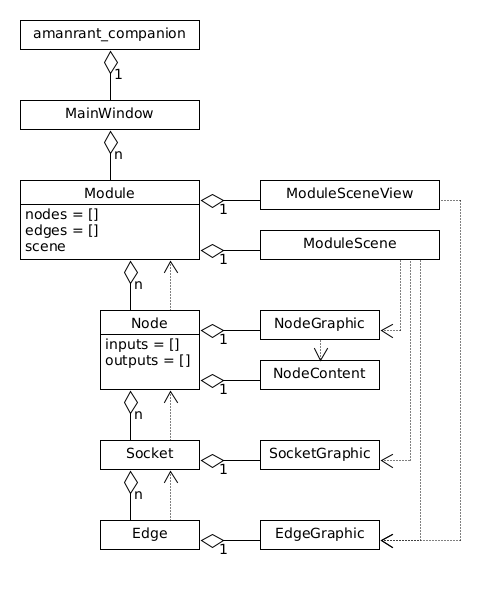 amanrant_companion
1
MainWindow
n
Module
nodes = []
edges = []
scene
1
ModuleSceneView
1
ModuleScene
n
Node
inputs = []
outputs = []
1
NodeGraphic
1
NodeContent
n
Socket
1
SocketGraphic
n
Edge
1
EdgeGraphic